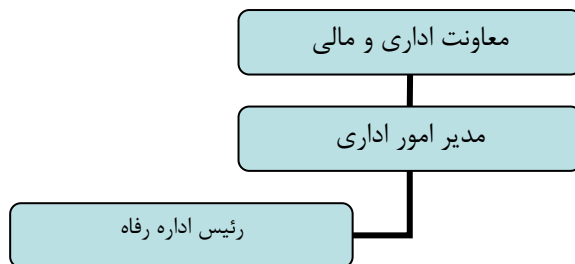 معاونت اداری و مالی
مدیر امور اداری
رئیس اداره رفاه